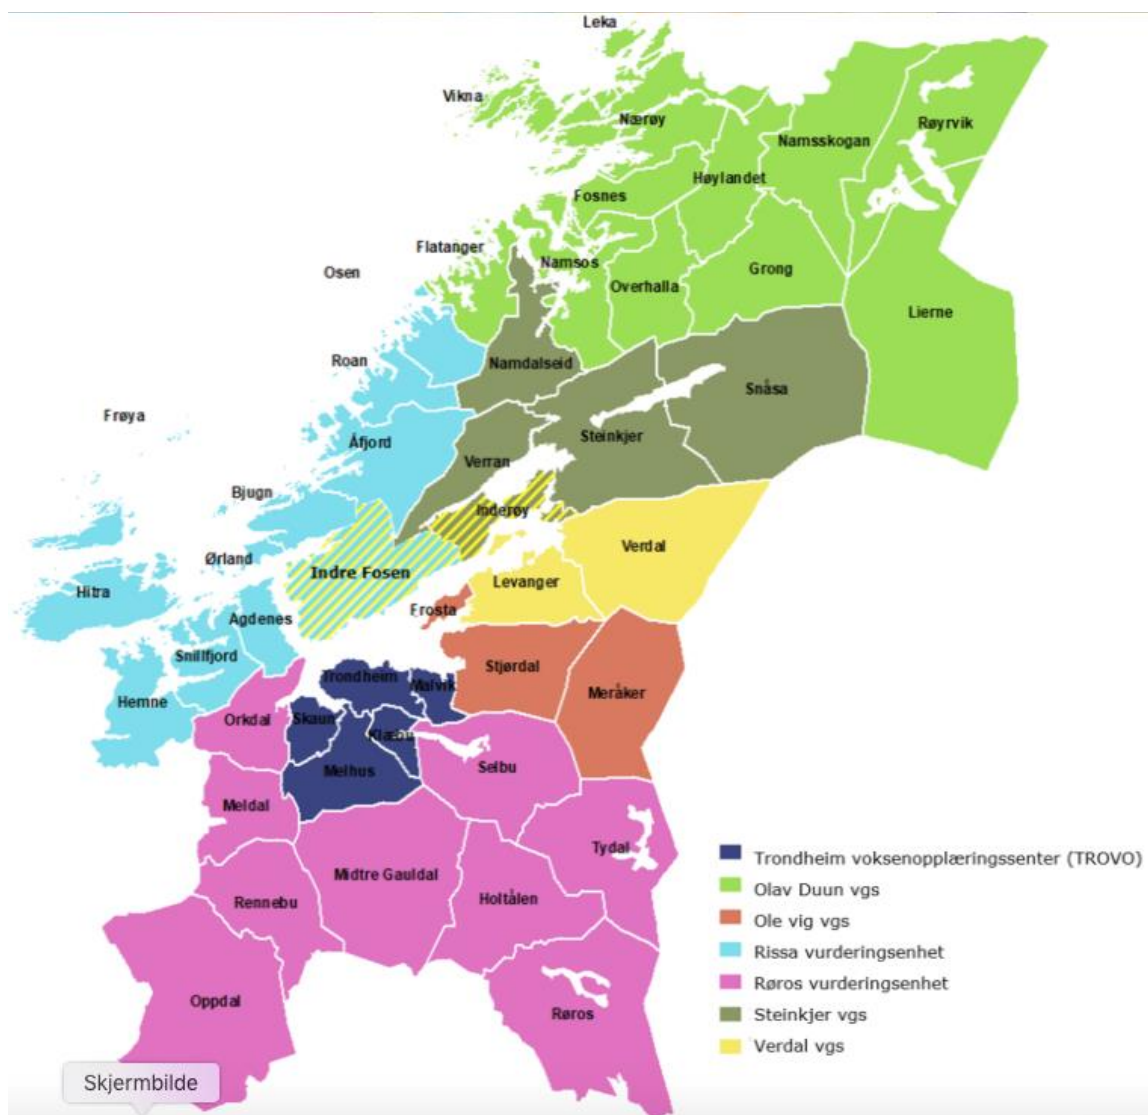 Leka
Vikna
Nærøy
Namsskogan
Røyrvik
Høylandet
Fosnes
Flatanger
Namsos
Osen
Overhalla
Grong
Lierne
Namdalseid
Roan
Snåsa
Frøya
Åfjord
Steinkjer
Verran
Bjugn
Inderøy
Verdal
Ørland
Indre Fosen
Levanger
Hitra
Frosta
Agdenes
Snillfjord
Stjørdal
Trondheim
Malvik
Meråker
Hemne
Orkdal
Skaun
Klæbu
Selbu
Melhus
Meldal
Tydal
Midtre Gauldal
Holtålen
Rennebu
Oppdal
Røros
Trondheim voksenopplæringssenter (TROVO)
Olav Duun vgs
Ole vig vgs
Rissa vurderingsenhet
Røros vurderingsenhet
Steinkjer vgs
Verdal vgs
Skjermbilde